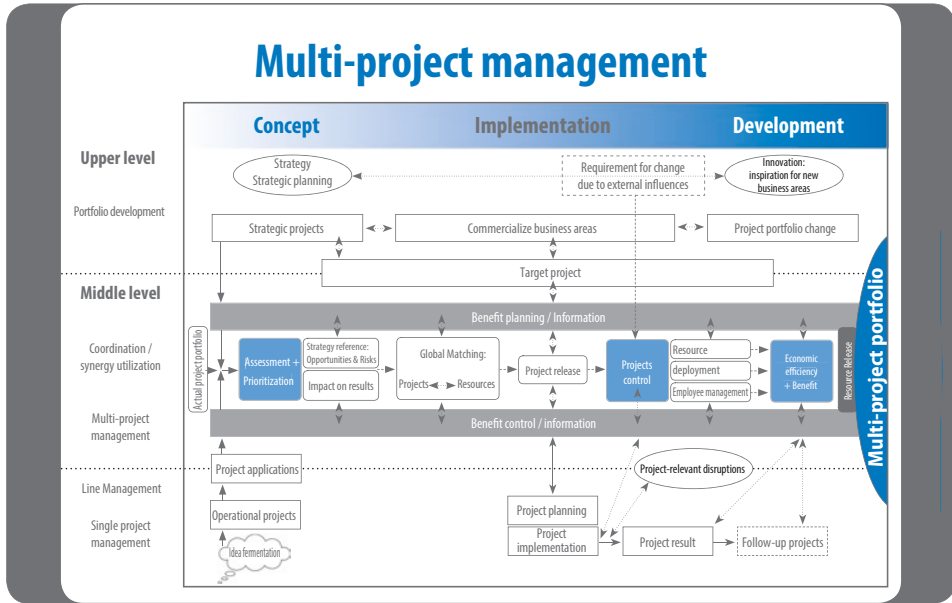 Multi-project management
Concept
Implementation
Development
Upper level
Portfolio development
Strategy
Strategic planning
Requirement for change
due to external influences
Innovation:
inspiration for new
business areas
Strategic projects
Commercialize business areas
Project portfolio change
Target project
Middle level
Coordination /
synergy utilization
Multi-project
management
Benefit planning / Information
Actual project portfolio
Assessment +
Prioritization
Strategy reference:
Opportunities & Risks
Impact on results
Global Matching:
Projects
Resources
Project release
Projects
control
Resource
deployment
Employee management
Economic
efficiency
+ Benefit
Resource Release
Multi-project portfolio
Benefit control / information
Line Management
Single project
management
Project applications
Operational projects
Idea fermentation
Project-relevant disruptions
Project planning
Project
implementation
Project result
Follow-up projects